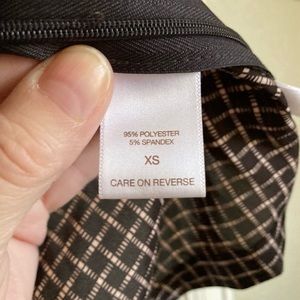 95% POLYESTER
5% SPANDEX
XS
CARE ON REVERSE